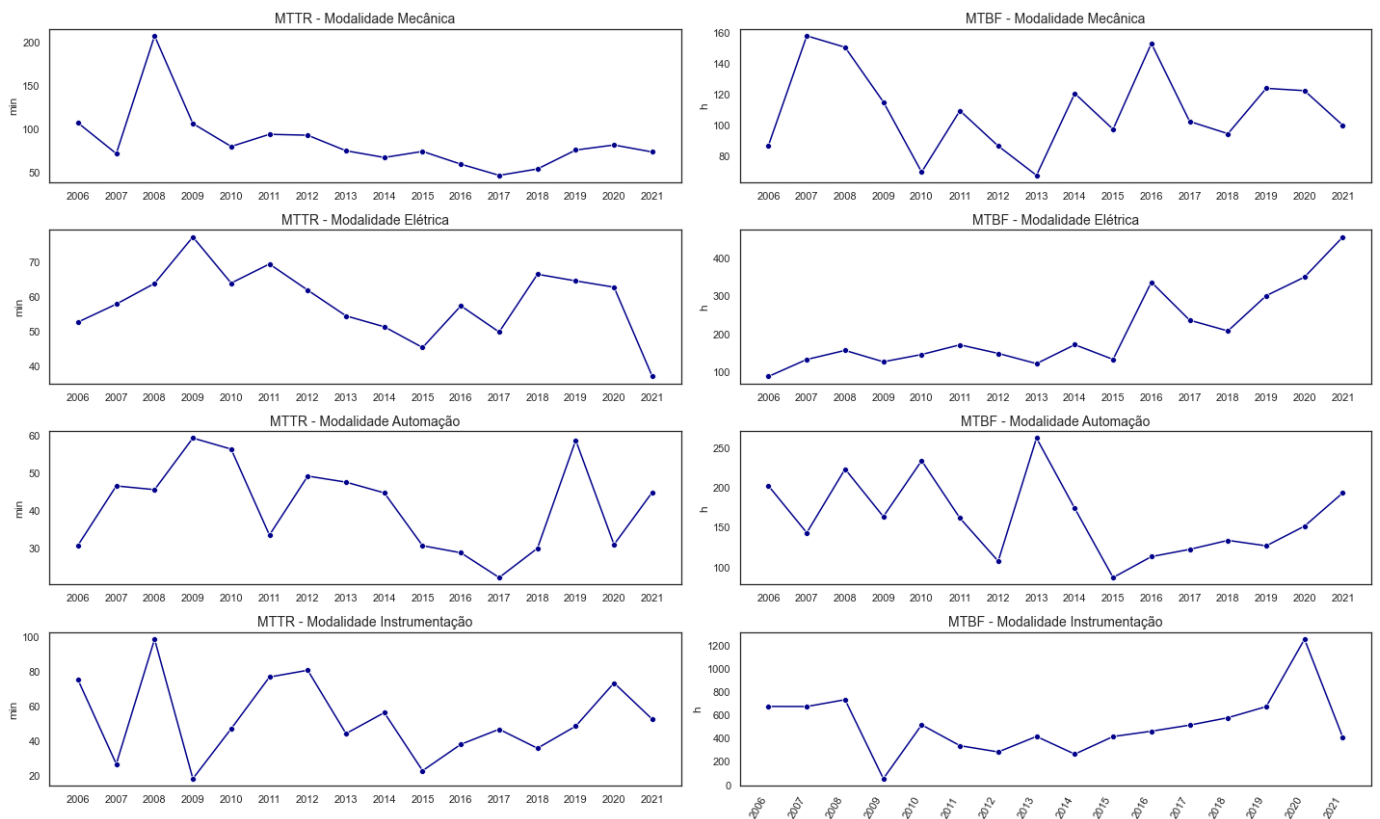 MTTR - Modalidade Mecânica
min
200
150
100
50
2006 2007 2008 2009 2010 2011 2012 2013 2014 2015 2016 2017 2018 2019 2020 2021
MTBF - Modalidade Mecânica
h
160
140
120
100
80
2006 2007 2008 2009 2010 2011 2012 2013 2014 2015 2016 2017 2018 2019 2020 2021
MTTR - Modalidade Elétrica
min
70
60
50
40
2006 2007 2008 2009 2010 2011 2012 2013 2014 2015 2016 2017 2018 2019 2020 2021
MTBF - Modalidade Elétrica
h
400
300
200
100
2006 2007 2008 2009 2010 2011 2012 2013 2014 2015 2016 2017 2018 2019 2020 2021
MTTR - Modalidade Automação
min
60
50
40
30
2006 2007 2008 2009 2010 2011 2012 2013 2014 2015 2016 2017 2018 2019 2020 2021
MTBF - Modalidade Automação
h
250
200
150
100
2006 2007 2008 2009 2010 2011 2012 2013 2014 2015 2016 2017 2018 2019 2020 2021
MTTR - Modalidade Instrumentação
min
100
80
60
40
20
2006 2007 2008 2009 2010 2011 2012 2013 2014 2015 2016 2017 2018 2019 2020 2021
MTBF - Modalidade Instrumentação
h
1200
1000
800
600
400
200
0
2006 2007 2008 2009 2010 2011 2012 2013 2014 2015 2016 2017 2018 2019 2020 2021